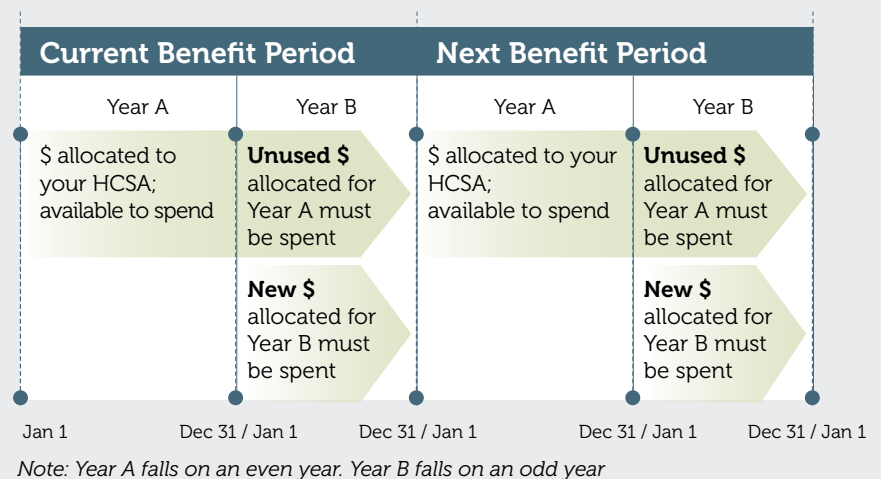 Current Benefit Period
Next Benefit Period
Year A
Year B
Year A
Year B
$ allocated to
your HCSA;
available to spend
Unused $
allocated for
Year A must
be spent
$ allocated to your
HCSA;
available to spend
Unused $
allocated for
Year A must
be spent
New $
allocated for
Year B must
be spent
New $
allocated for
Year B must
be spent
Jan 1
Dec 31 / Jan 1
Dec 31 / Jan 1
Dec 31 / Jan 1
Dec 31 / Jan 1
Note: Year A falls on an even year. Year B falls on an odd year